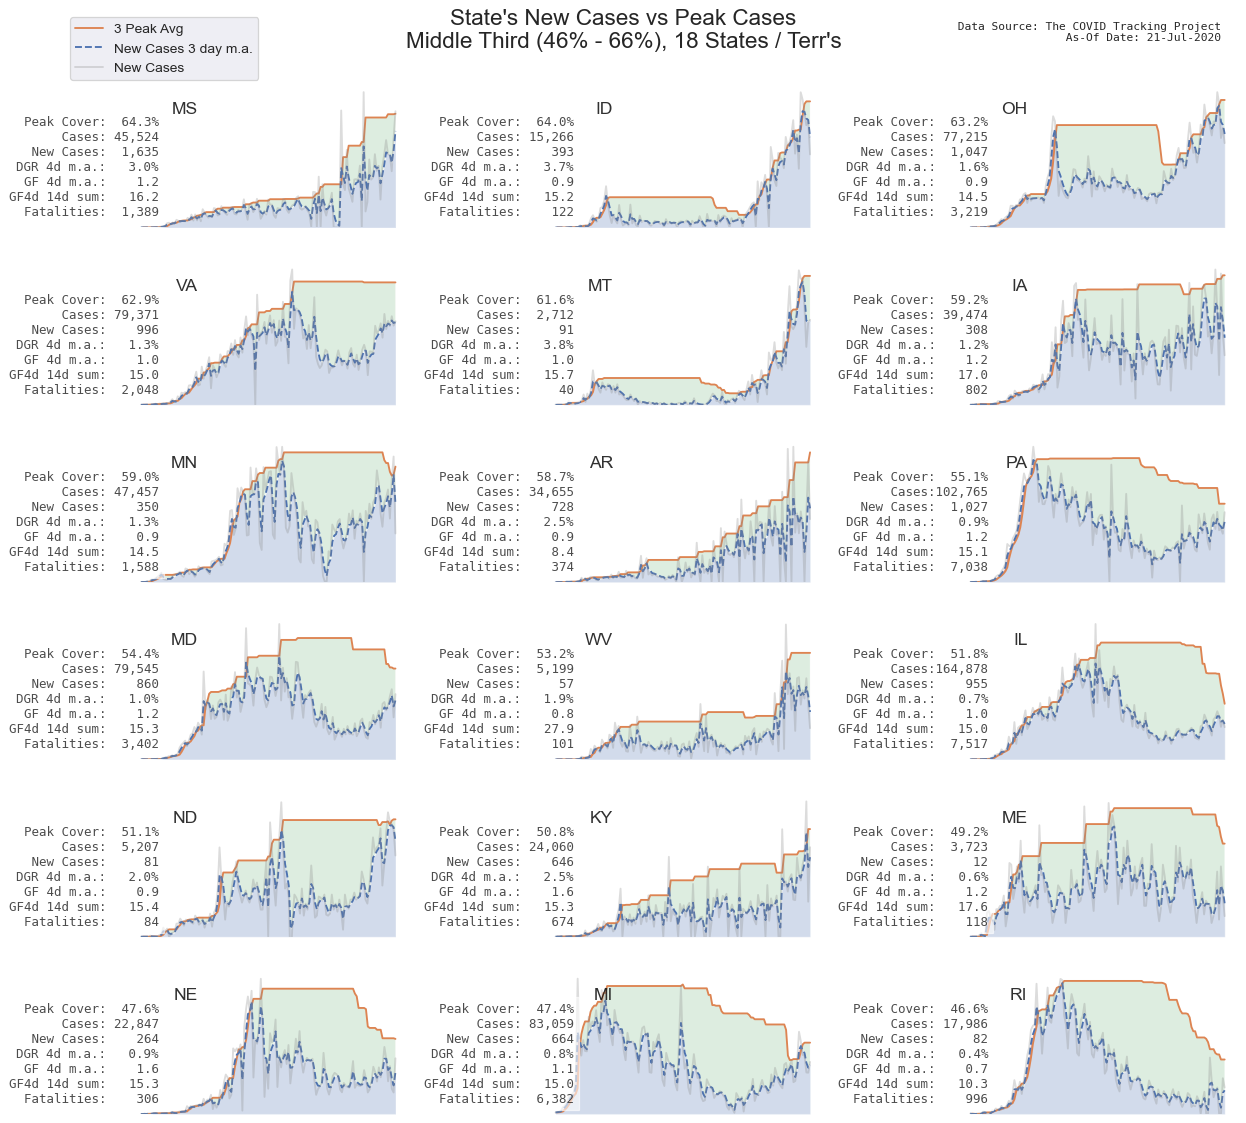 State's New Cases vs Peak Cases
Middle Third (46% - 66%), 18 States / Terr's
3 Peak Avg
New Cases 3 day m.a.
New Cases
Data Source: The COVID Tracking Project
As-Of Date: 21-Jul-2020
MS
Peak Cover: 64.3%
Cases: 45,524
New Cases: 1,635
DGR 4d m.a.: 3.0%
GF 4d m.a.: 1.2
GF4d 14d sum: 16.2
Fatalities: 1,389
ID
Peak Cover: 64.0%
Cases: 15,266
New Cases: 393
DGR 4d m.a.: 3.7%
GF 4d m.a.: 0.9
GF4d 14d sum: 15.2
Fatalities: 122
OH
Peak Cover: 63.2%
Cases: 77,215
New Cases: 1,047
DGR 4d m.a.: 1.6%
GF 4d m.a.: 0.9
GF4d 14d sum: 14.5
Fatalities: 3,219
VA
Peak Cover: 62.9%
Cases: 79,371
New Cases: 996
DGR 4d m.a.: 1.3%
GF 4d m.a.: 1.0
GF4d 14d sum: 15.0
Fatalities: 2,048
MT
Peak Cover: 61.6%
Cases: 2,712
New Cases: 91
DGR 4d m.a.: 3.8%
GF 4d m.a.: 1.0
GF4d 14d sum: 15.7
Fatalities: 40
IA
Peak Cover: 59.2%
Cases: 39,474
New Cases: 308
DGR 4d m.a.: 1.2%
GF 4d m.a.: 1.2
GF4d 14d sum: 17.0
Fatalities: 802
MN
Peak Cover: 59.0%
Cases: 47,457
New Cases: 350
DGR 4d m.a.: 1.3%
GF 4d m.a.: 0.9
GF4d 14d sum: 14.5
Fatalities: 1,588
AR
Peak Cover: 58.7%
Cases: 34,655
New Cases: 728
DGR 4d m.a.: 2.5%
GF 4d m.a.: 0.9
GF4d 14d sum: 8.4
Fatalities: 374
PA
Peak Cover: 55.1%
Cases:102,765
New Cases: 1,027
DGR 4d m.a.: 0.9%
GF 4d m.a.: 1.2
GF4d 14d sum: 15.1
Fatalities: 7,038
MD
Peak Cover: 54.4%
Cases: 79,545
New Cases: 860
DGR 4d m.a.: 1.0%
GF 4d m.a.: 1.2
GF4d 14d sum: 15.3
Fatalities: 3,402
WV
Peak Cover: 53.2%
Cases: 5,199
New Cases: 57
DGR 4d m.a.: 1.9%
GF 4d m.a.: 0.8
GF4d 14d sum: 27.9
Fatalities: 101
IL
Peak Cover: 51.8%
Cases:164,878
New Cases: 955
DGR 4d m.a.: 0.7%
GF 4d m.a.: 1.0
GF4d 14d sum: 15.0
Fatalities: 7,517
ND
Peak Cover: 51.1%
Cases: 5,207
New Cases: 81
DGR 4d m.a.: 2.0%
GF 4d m.a.: 0.9
GF4d 14d sum: 15.4
Fatalities: 84
KY
Peak Cover: 50.8%
Cases: 24,060
New Cases: 646
DGR 4d m.a.: 2.5%
GF 4d m.a.: 1.6
GF4d 14d sum: 15.3
Fatalities: 674
ME
Peak Cover: 49.2%
Cases: 3,723
New Cases: 12
DGR 4d m.a.: 0.6%
GF 4d m.a.: 1.2
GF4d 14d sum: 17.6
Fatalities: 118
NE
Peak Cover: 47.6%
Cases: 22,847
New Cases: 264
DGR 4d m.a.: 0.9%
GF 4d m.a.: 1.6
GF4d 14d sum: 15.3
Fatalities: 306
MI
Peak Cover: 47.4%
Cases: 83,059
New Cases: 664
DGR 4d m.a.: 0.8%
GF 4d m.a.: 1.1
GF4d 14d sum: 15.0
Fatalities: 6,382
RI
Peak Cover: 46.6%
Cases: 17,986
New Cases: 82
DGR 4d m.a.: 0.4%
GF 4d m.a.: 0.7
GF4d 14d sum: 10.3
Fatalities: 996